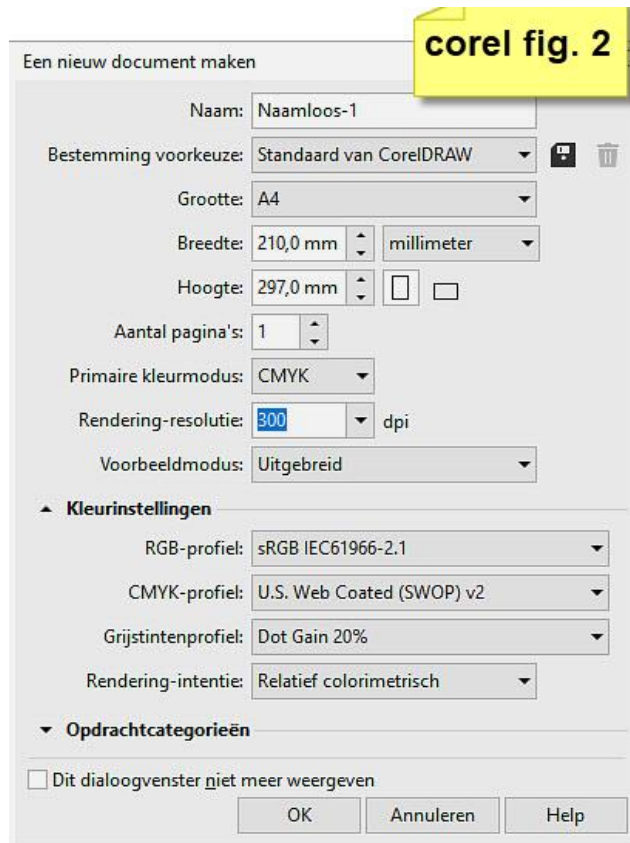 corel fig. 2
Een nieuw document maken
Naam: Naamloos-1
Bestemming voorkeuze: Standaard van CorelDRAW
Grootte: A4
Breedte: 210,0 mm millimeter
Hoogte: 297,0 mm
Aantal pagina's: 1
Primaire kleurmodus: CMYK
Rendering-resolutie: 300 dpi
Voorbeeldmodus: Uitgebreid
Kleurinstellingen
RGB-profiel: sRGB IEC61966-2.1
CMYK-profiel: U.S. Web Coated (SWOP) v2
Grijstintenprofiel: Dot Gain 20%
Rendering-intentie: Relatief colorimetrisch
Opdrachtcategorieën
Dit dialoogvenster niet meer weergeven
OK Annuleren Help